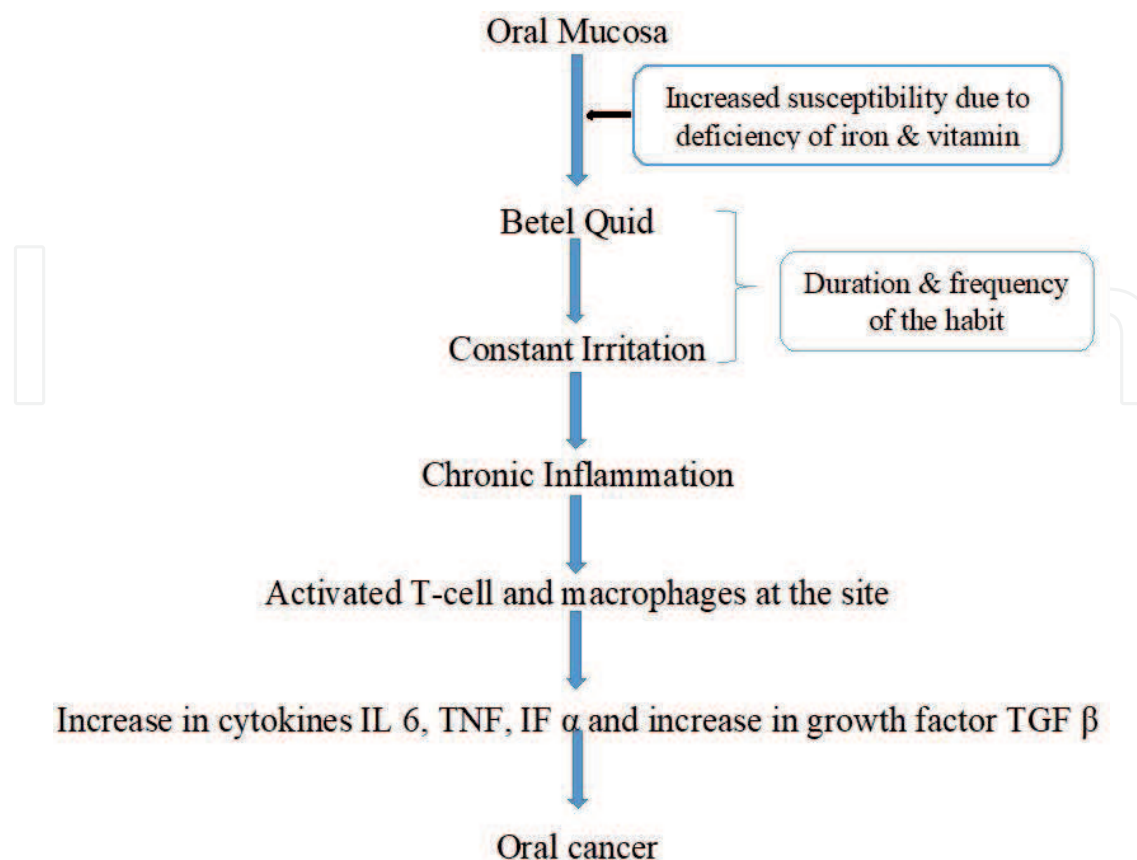 Oral Mucosa
Increased susceptibility due to
deficiency of iron & vitamin
Betel Quid
Duration & frequency
of the habit
Constant Irritation
Chronic Inflammation
Activated T-cell and macrophages at the site
Increase in cytokines IL 6, TNF, IF α and increase in growth factor TGF β
Oral cancer